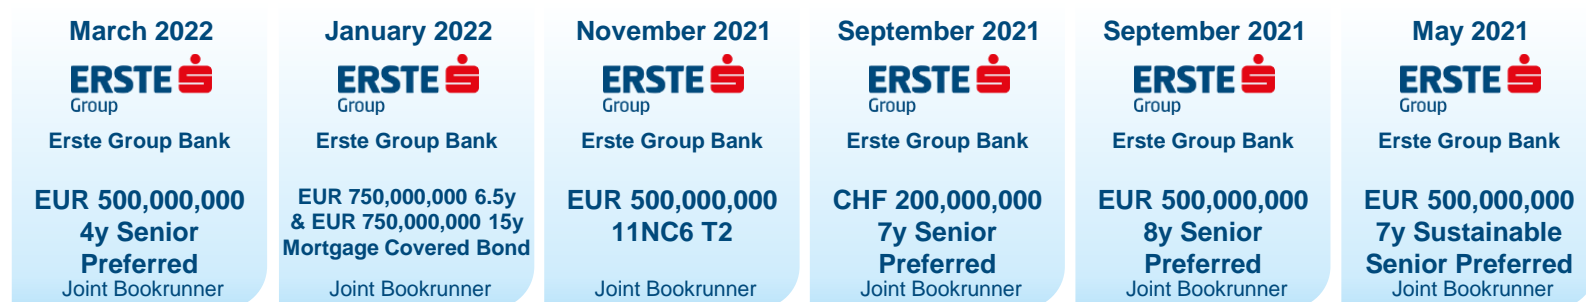 March 2022
ERSTE
Group
Erste Group Bank
EUR 500,000,000
4y Senior
Preferred
Joint Bookrunner
January 2022
ERSTE
Group
Erste Group Bank
EUR 750,000,000 6.5y
& EUR 750,000,000 15y
Mortgage Covered Bond
Joint Bookrunner
November 2021
ERSTE
Group
Erste Group Bank
EUR 500,000,000
11NC6 T2
Joint Bookrunner
September 2021
ERSTE
Group
Erste Group Bank
CHF 200,000,000
7y Senior
Preferred
Joint Bookrunner
September 2021
ERSTE
Group
Erste Group Bank
EUR 500,000,000
8y Senior
Preferred
Joint Bookrunner
May 2021
ERSTE
Group
Erste Group Bank
EUR 500,000,000
7y Sustainable
Senior Preferred
Joint Bookrunner